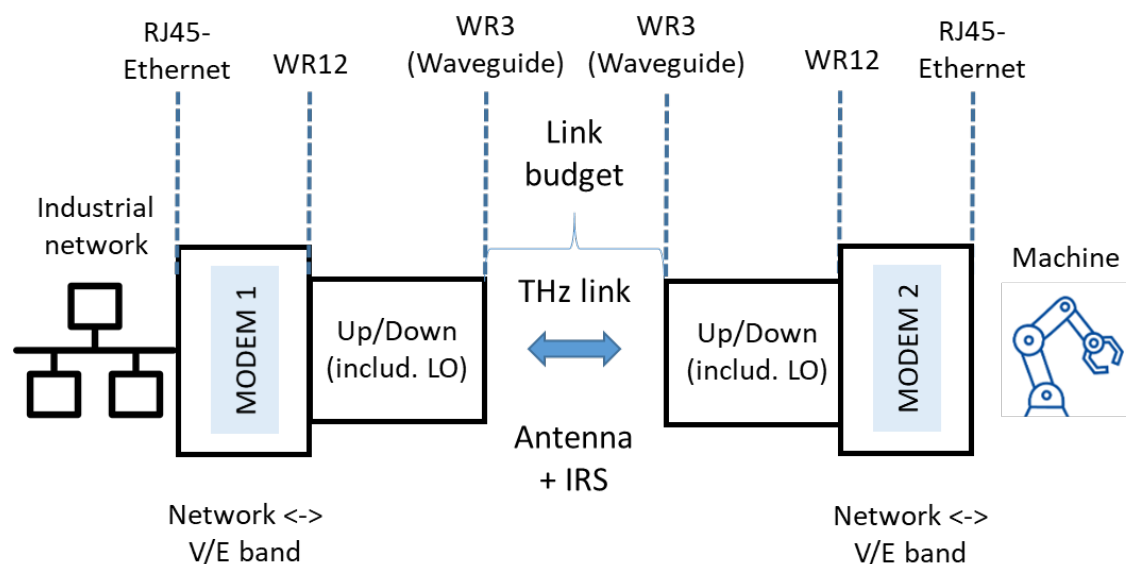 RJ45-
Ethernet
WR12
WR3
(Waveguide)
WR3
(Waveguide)
WR12
RJ45-
Ethernet
Link
budget
Industrial
network
Machine
MODEM 1
Up/Down
(includ. LO)
THz link
Up/Down
(includ. LO)
MODEM 2
Antenna
+ IRS
Network <->
V/E band
Network <->
V/E band